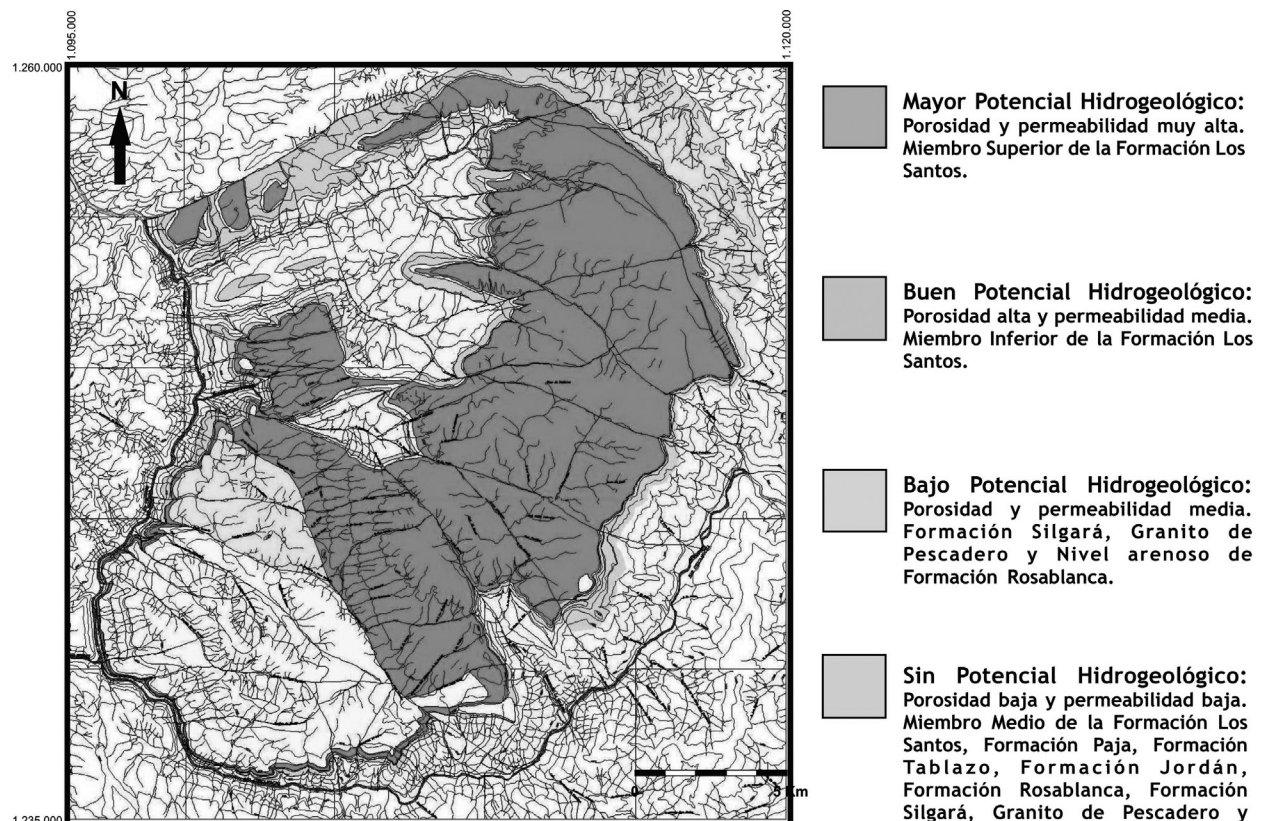 1.095.000
1.120.000
1.260.000
N
0
5 Km
1.235.000
Mayor Potencial Hidrogeológico:
Porosidad y permeabilidad muy alta.
Miembro Superior de la Formación Los
Santos.
Buen Potencial Hidrogeológico:
Porosidad alta y permeabilidad media.
Miembro Inferior de la Formación Los
Santos.
Bajo Potencial Hidrogeológico:
Porosidad y permeabilidad media.
Formación Silgará, Granito de
Pescadero y Nivel arenoso de
Formación Rosablanca.
Sin Potencial Hidrogeológico:
Porosidad baja y permeabilidad baja.
Miembro Medio de la Formación Los
Santos, Formación Paja, Formación
Tablazo, Formación Jordán,
Formación Rosablanca, Formación
Silgará, Granito de Pescadero y